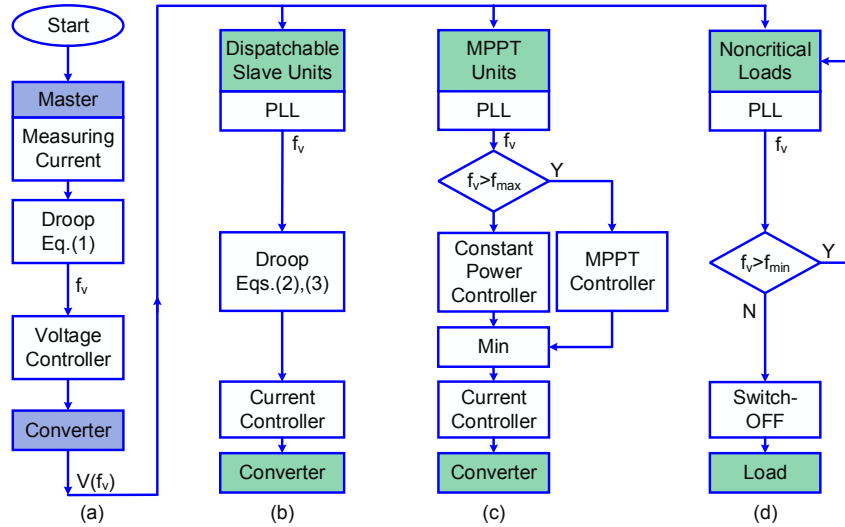 Start
Master
Measuring
Current
Droop
Eq.(1)
fv
Voltage
Controller
Converter
V(fv)
(a)
Dispatchable
Slave Units
PLL
fv
Droop
Eqs.(2),(3)
Current
Controller
Converter
(b)
MPPT
Units
PLL
fv
fv>fmax
Y
Constant
Power
Controller
MPPT
Controller
Min
Current
Controller
Converter
(c)
Noncritical
Loads
PLL
fv
fv>fmin
Y
N
Switch-
OFF
Load
(d)